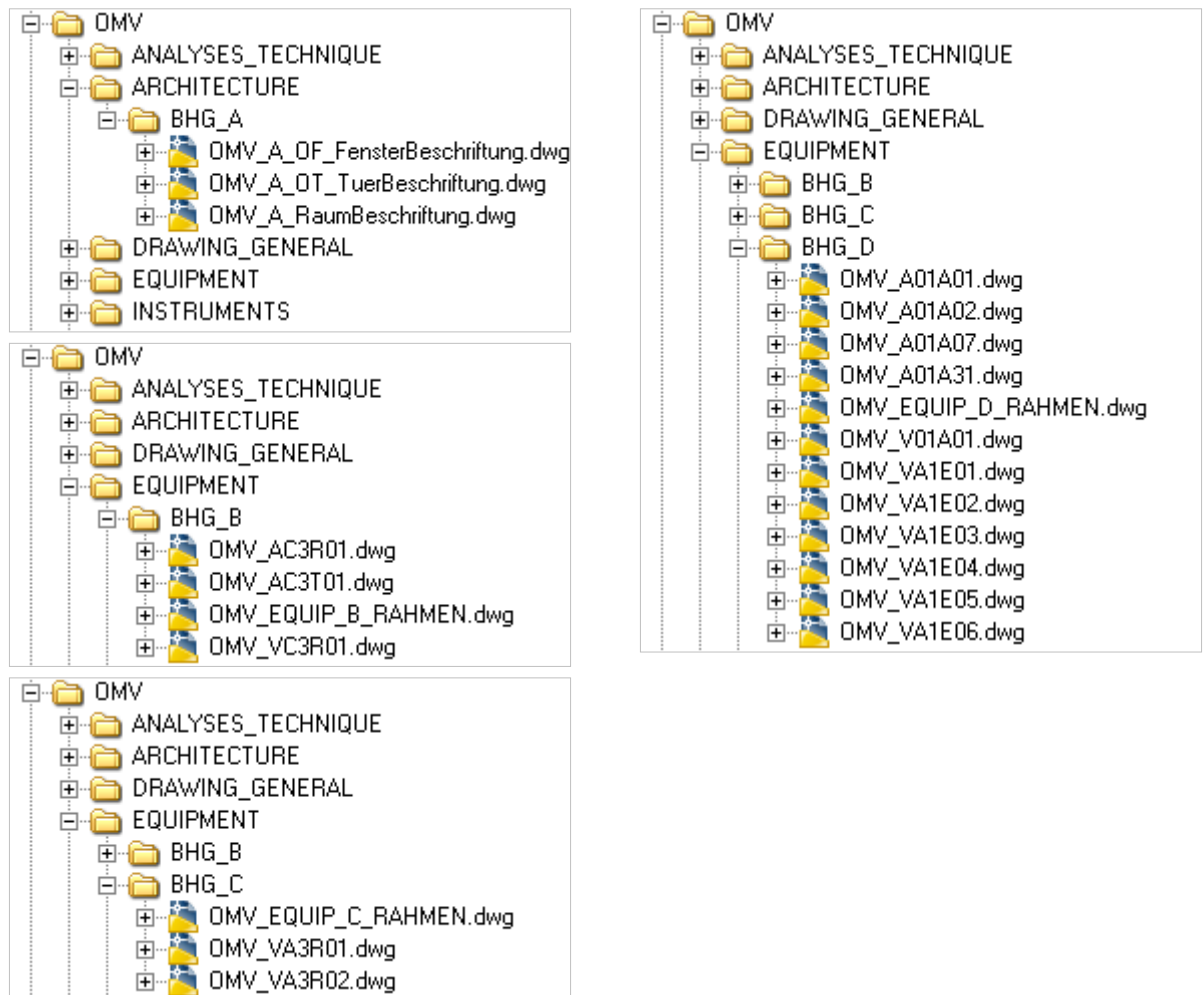 OMV
ANALYSES_TECHNIQUE
ARCHITECTURE
BHG_A
OMV_A_OF_FensterBeschriftung.dwg
OMV_A_OT_TuerBeschriftung.dwg
OMV_A_RaumBeschriftung.dwg
DRAWING_GENERAL
EQUIPMENT
INSTRUMENTS
OMV
ANALYSES_TECHNIQUE
ARCHITECTURE
DRAWING_GENERAL
EQUIPMENT
BHG_B
OMV_AC3R01.dwg
OMV_AC3T01.dwg
OMV_EQUIP_B_RAHMEN.dwg
OMV_VC3R01.dwg
OMV
ANALYSES_TECHNIQUE
ARCHITECTURE
DRAWING_GENERAL
EQUIPMENT
BHG_B
BHG_C
OMV_EQUIP_C_RAHMEN.dwg
OMV_VA3R01.dwg
OMV_VA3R02.dwg
OMV
ANALYSES_TECHNIQUE
ARCHITECTURE
DRAWING_GENERAL
EQUIPMENT
BHG_B
BHG_C
BHG_D
OMV_A01A01.dwg
OMV_A01A02.dwg
OMV_A01A07.dwg
OMV_A01A31.dwg
OMV_EQUIP_D_RAHMEN.dwg
OMV_V01A01.dwg
OMV_VA1E01.dwg
OMV_VA1E02.dwg
OMV_VA1E03.dwg
OMV_VA1E04.dwg
OMV_VA1E05.dwg
OMV_VA1E06.dwg